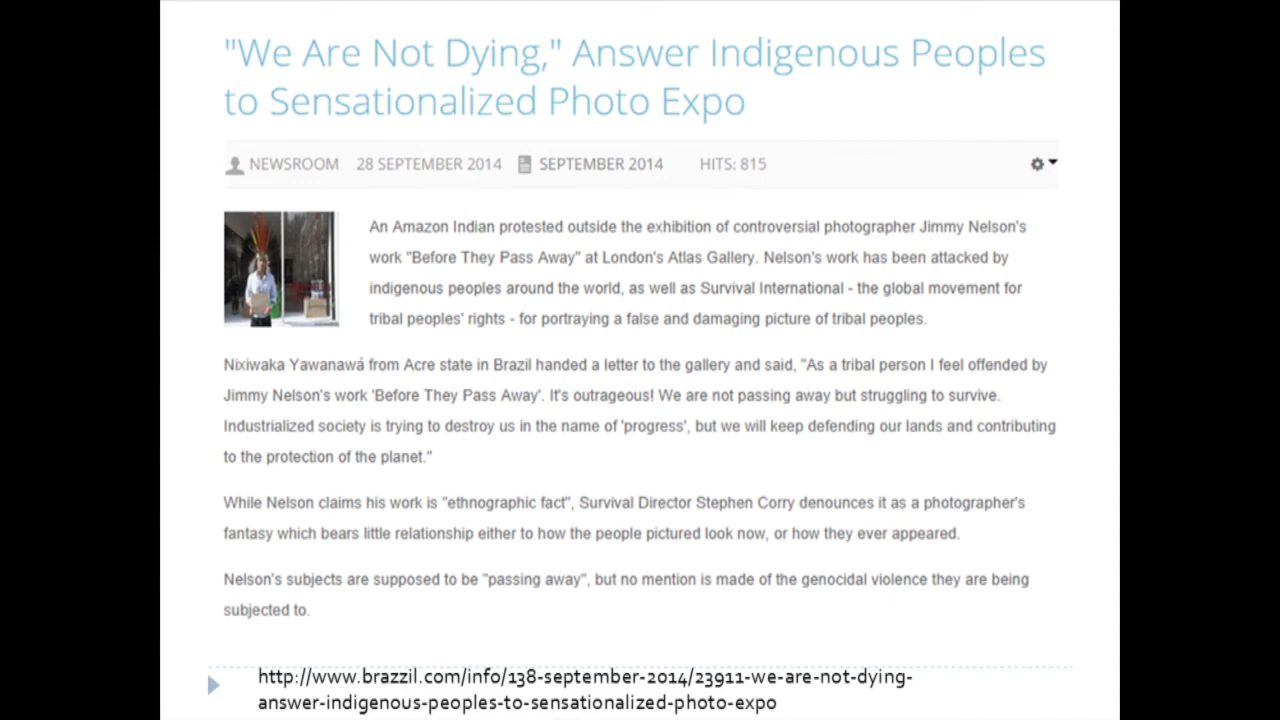 "We Are Not Dying," Answer Indigenous Peoples
to Sensationalized Photo Expo
NEWSROOM 28 SEPTEMBER 2014 SEPTEMBER 2014 HITS: 815
An Amazon Indian protested outside the exhibition of controversial photographer Jimmy Nelson's
work "Before They Pass Away" at London's Atlas Gallery. Nelson's work has been attacked by
indigenous peoples around the world, as well as Survival International - the global movement for
tribal peoples' rights - for portraying a false and damaging picture of tribal peoples.
Nixiwaka Yawanawá from Acre state in Brazil handed a letter to the gallery and said, "As a tribal person I feel offended by
Jimmy Nelson's work 'Before They Pass Away'. It's outrageous! We are not passing away but struggling to survive.
Industrialized society is trying to destroy us in the name of 'progress', but we will keep defending our lands and contributing
to the protection of the planet."
While Nelson claims his work is "ethnographic fact", Survival Director Stephen Corry denounces it as a photographer's
fantasy which bears little relationship either to how the people pictured look now, or how they ever appeared.
Nelson's subjects are supposed to be "passing away", but no mention is made of the genocidal violence they are being
subjected to.
http://www.brazzil.com/info/138-september-2014/23911-we-are-not-dying-
answer-indigenous-peoples-to-sensationalized-photo-expo